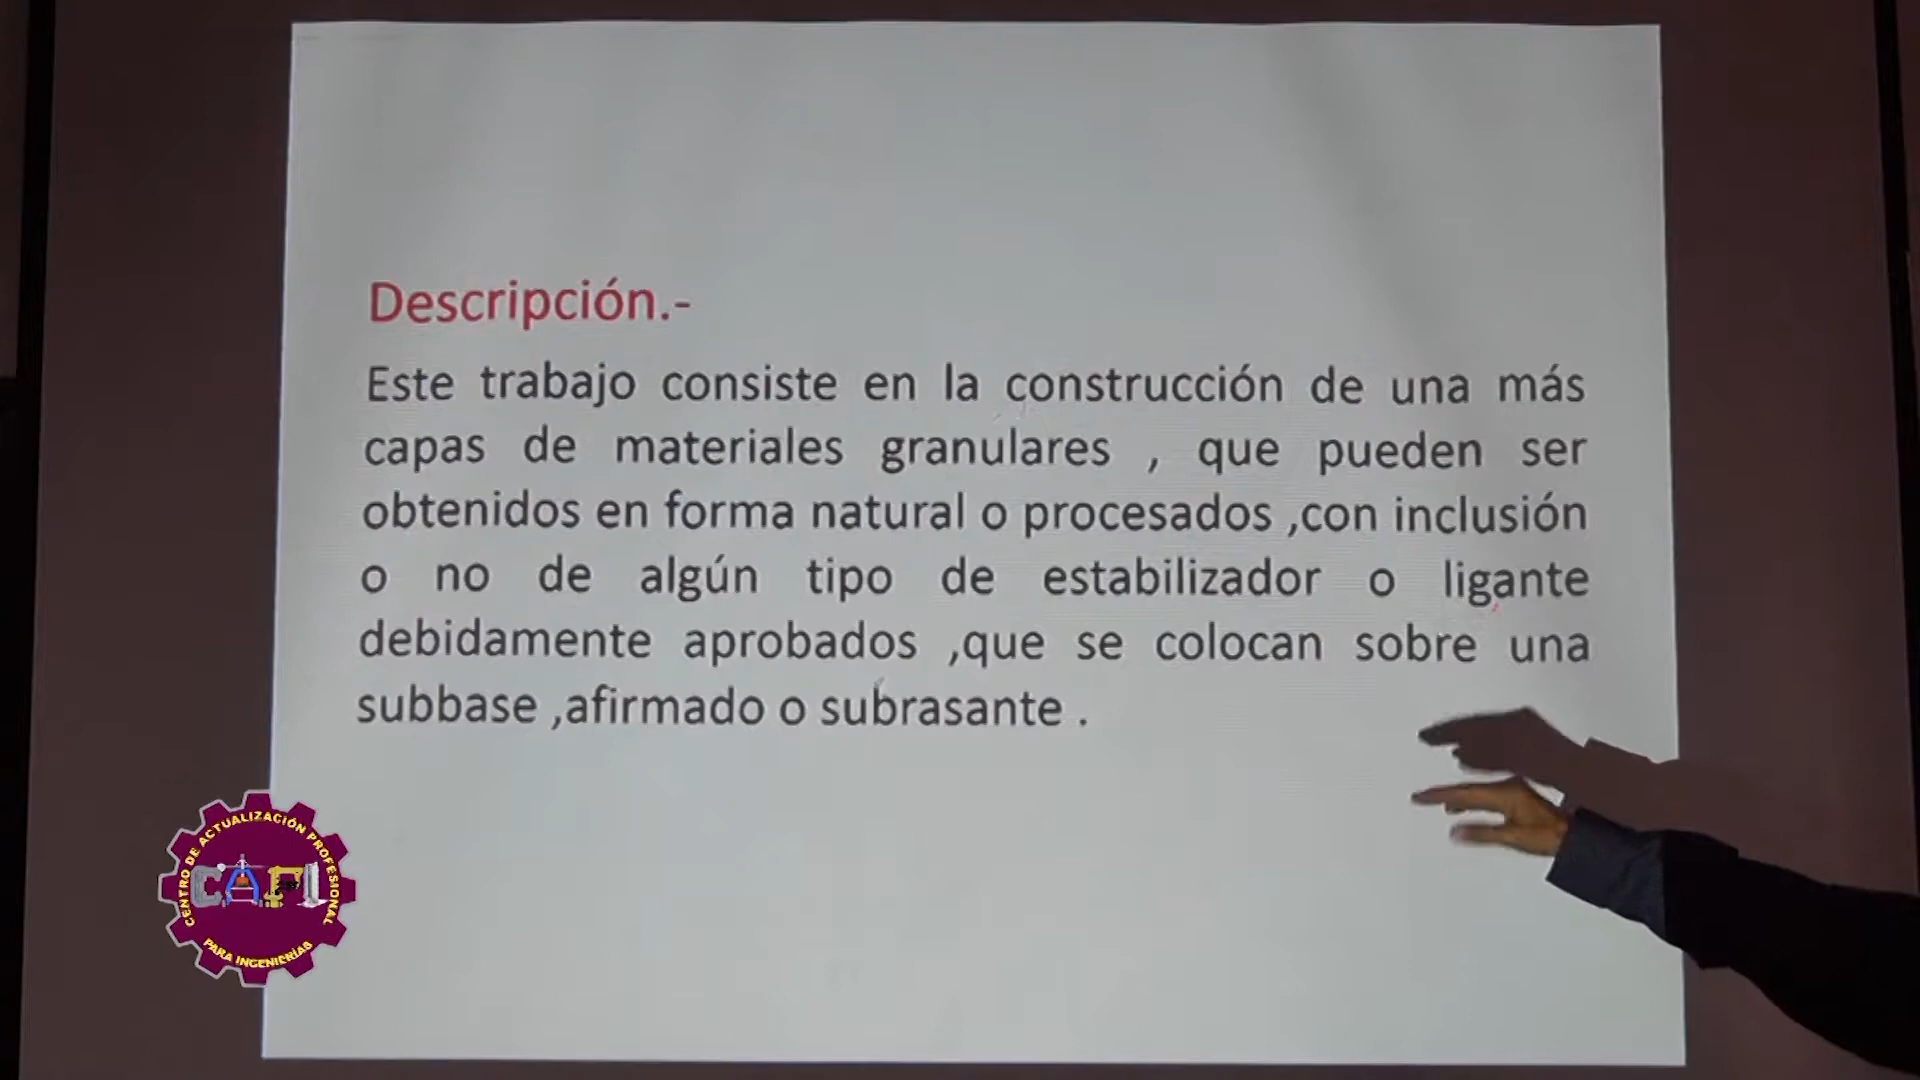 Descripción.-
Este trabajo consiste en la construcción de una más
capas de materiales granulares , que pueden ser
obtenidos en forma natural o procesados ,con inclusión
o no de algún tipo de estabilizador o ligante
debidamente aprobados ,que se colocan sobre una
subbase ,afirmado o subrasante .
CENTRO DE ACTUALIZACIÓN PROFESIONAL
CAPI
PARA INGENIERÍAS